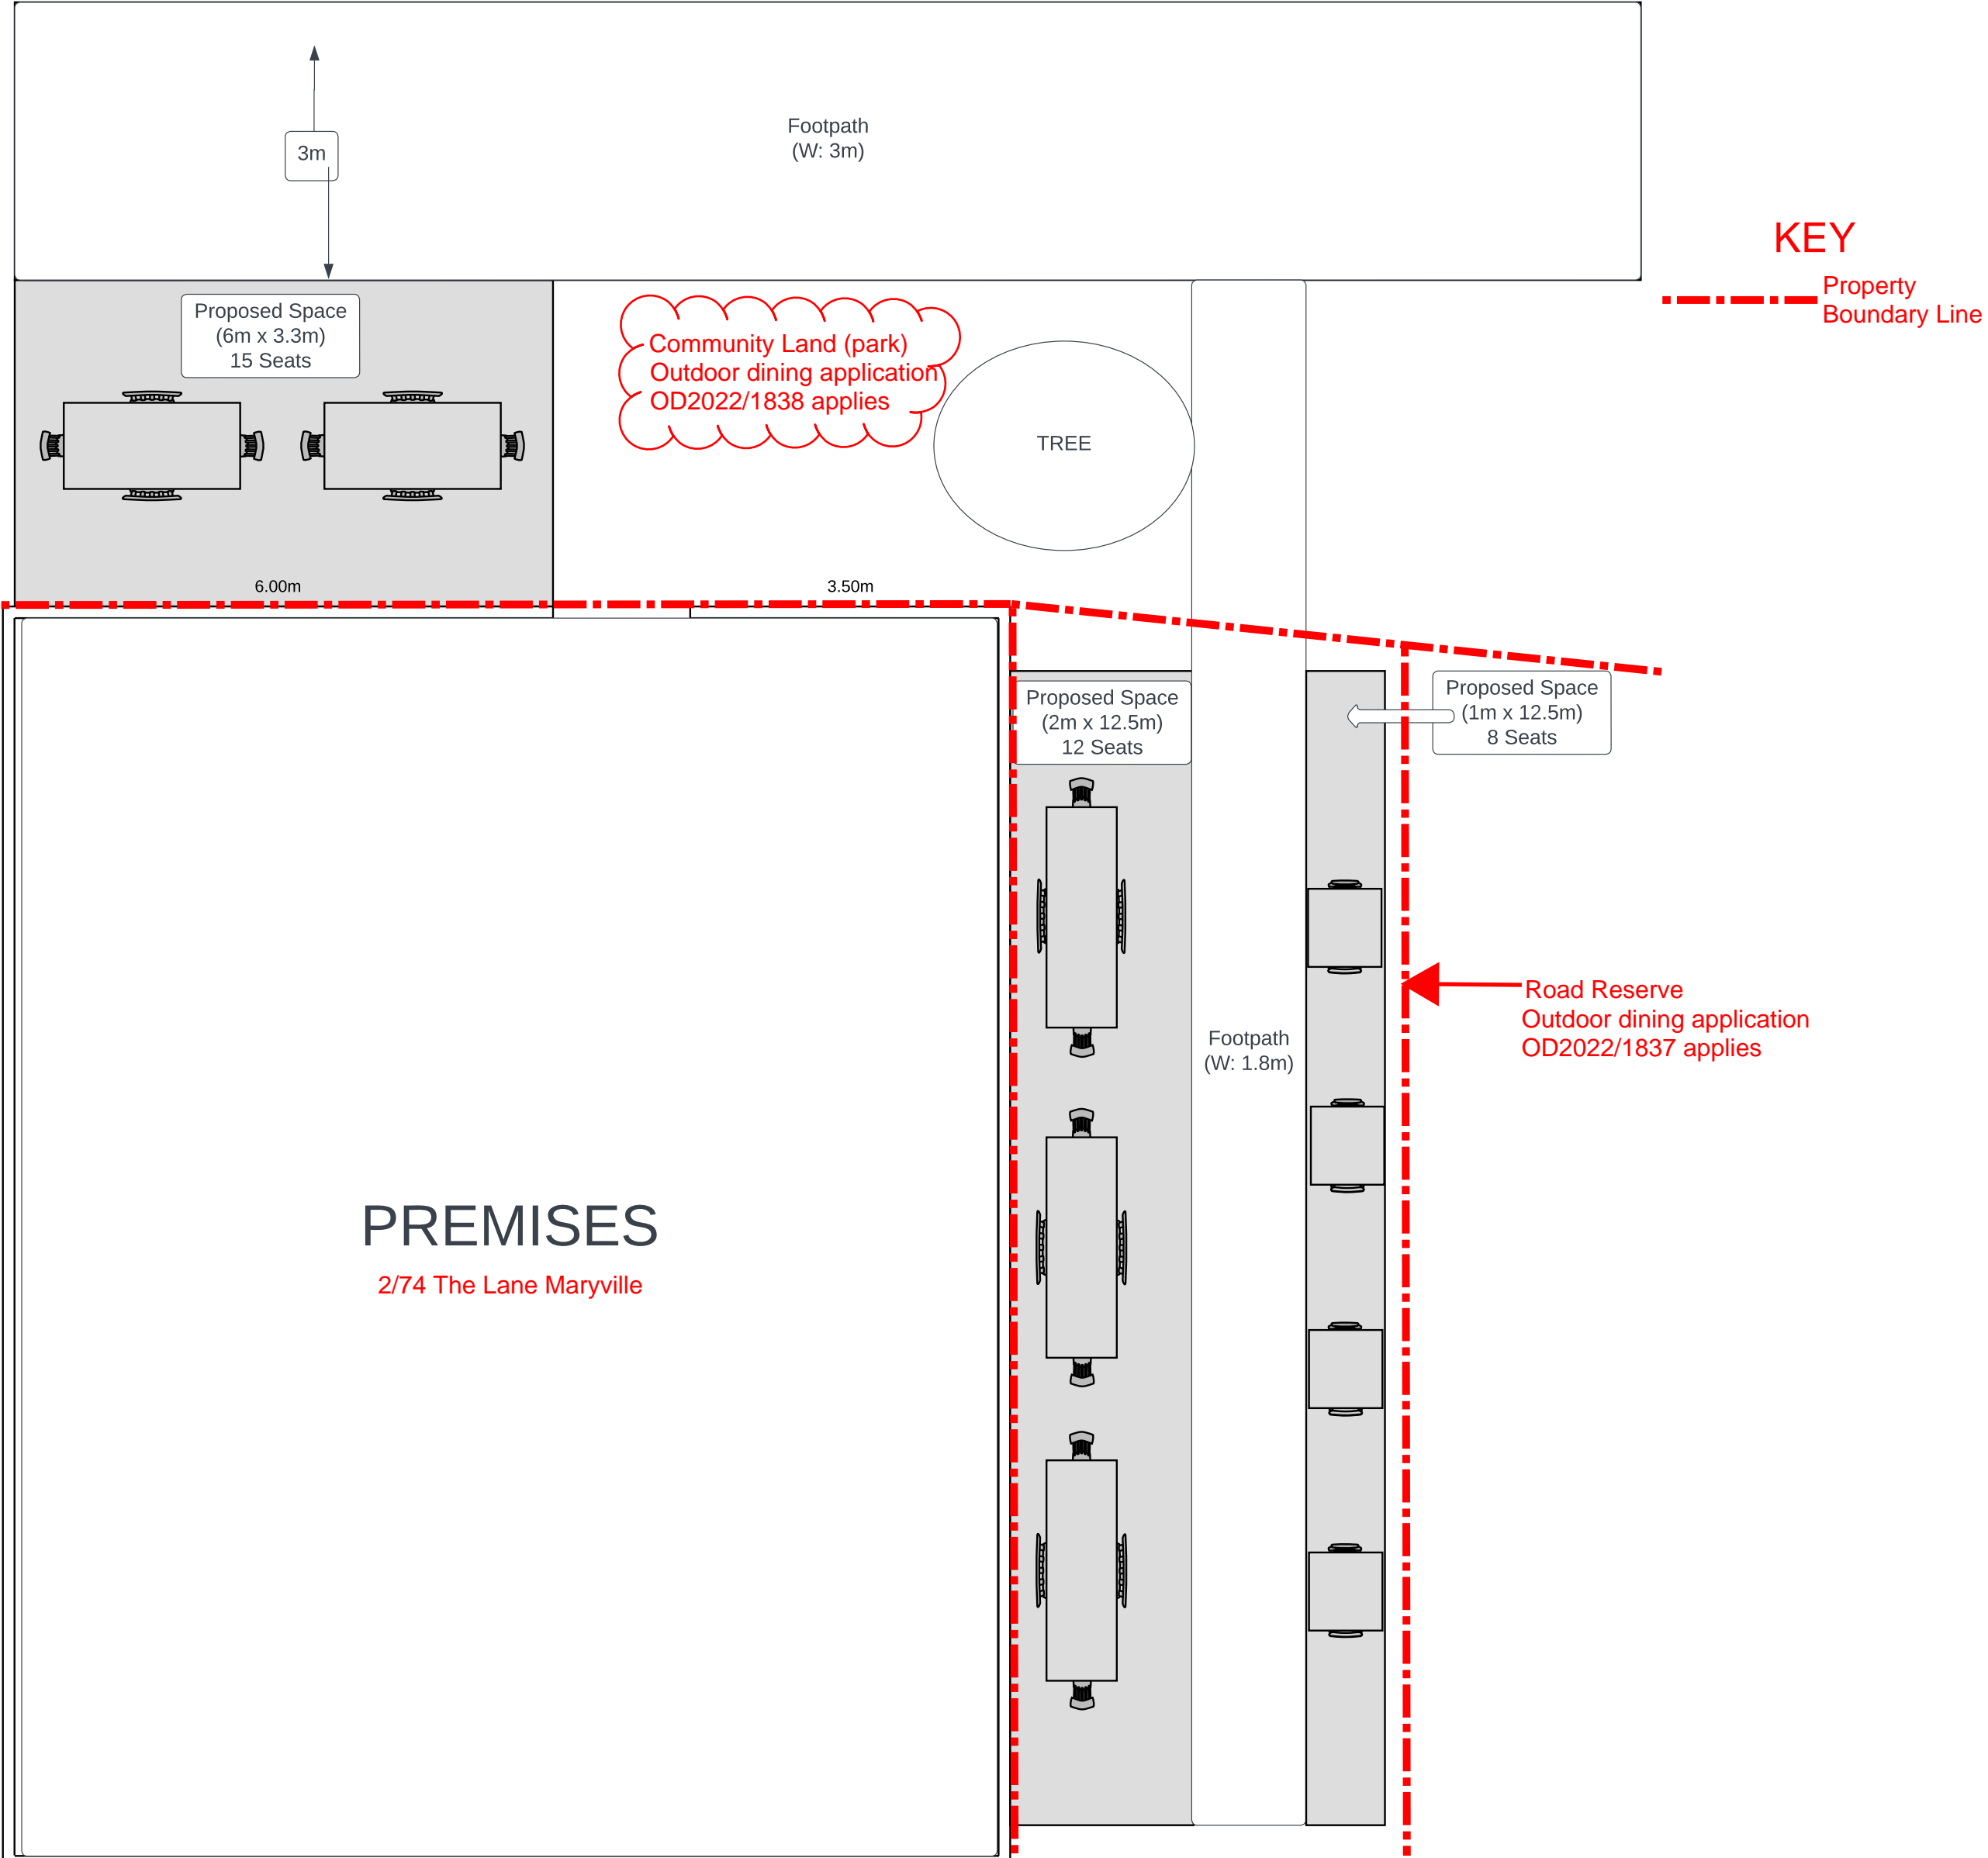 Footpath
(W: 3m)
3m
KEY
Property
Boundary Line
Proposed Space
(6m x 3.3m)
15 Seats
Community Land (park)
Outdoor dining application
OD2022/1838 applies
TREE
6.00m
3.50m
Proposed Space
(2m x 12.5m)
12 Seats
Proposed Space
(1m x 12.5m)
8 Seats
Road Reserve
Outdoor dining application
OD2022/1837 applies
Footpath
(W: 1.8m)
PREMISES
2/74 The Lane Maryville